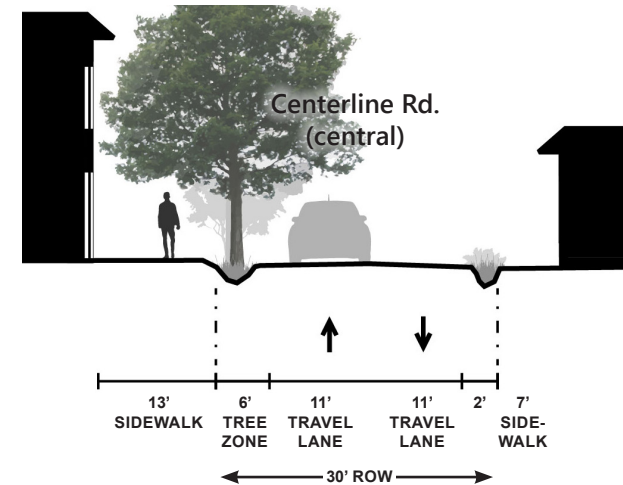 Centerline Rd.
(central)
13’
SIDEWALK
6’
TREE
ZONE
11’
TRAVEL
LANE
11’
TRAVEL
LANE
2’
7’
SIDE-
WALK
30’ ROW